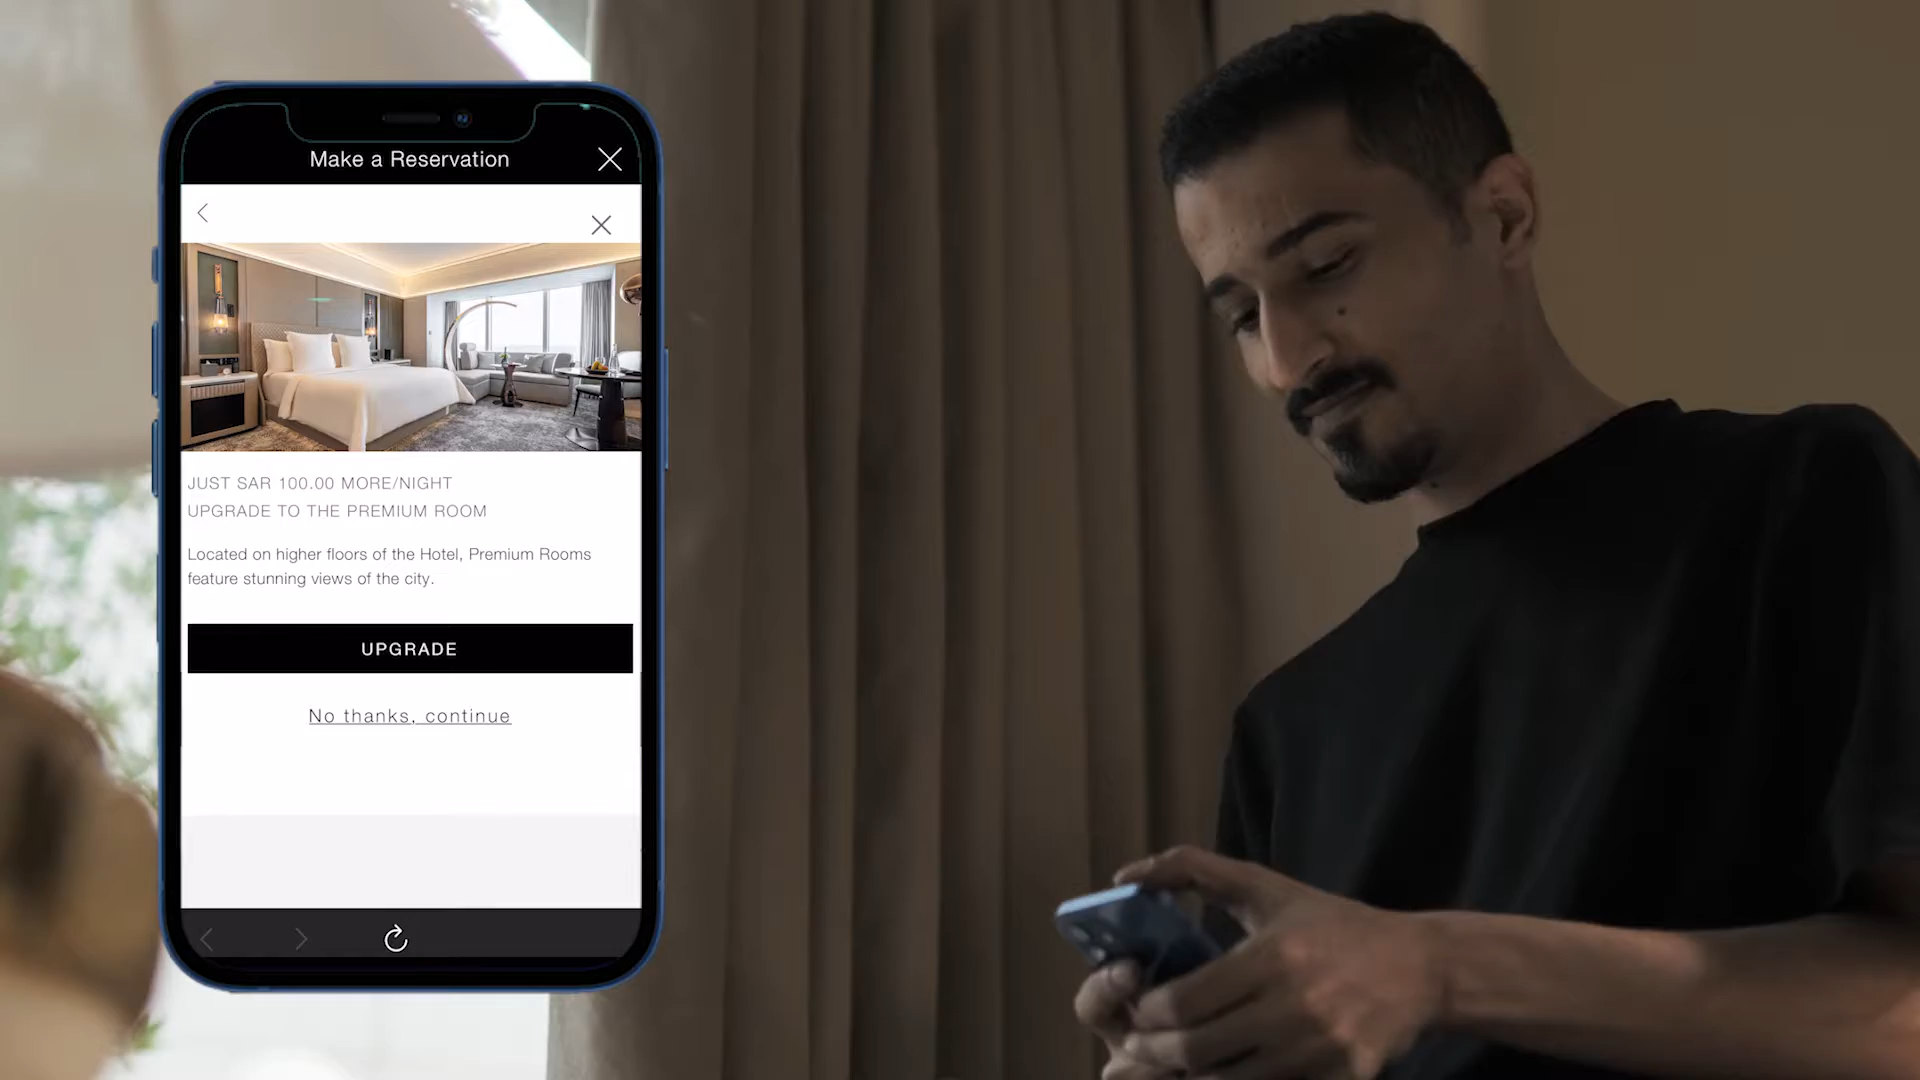 Make a Reservation
JUST SAR 100.00 MORE/NIGHT
UPGRADE TO THE PREMIUM ROOM
Located on higher floors of the Hotel, Premium Rooms
feature stunning views of the city.
UPGRADE
No thanks, continue